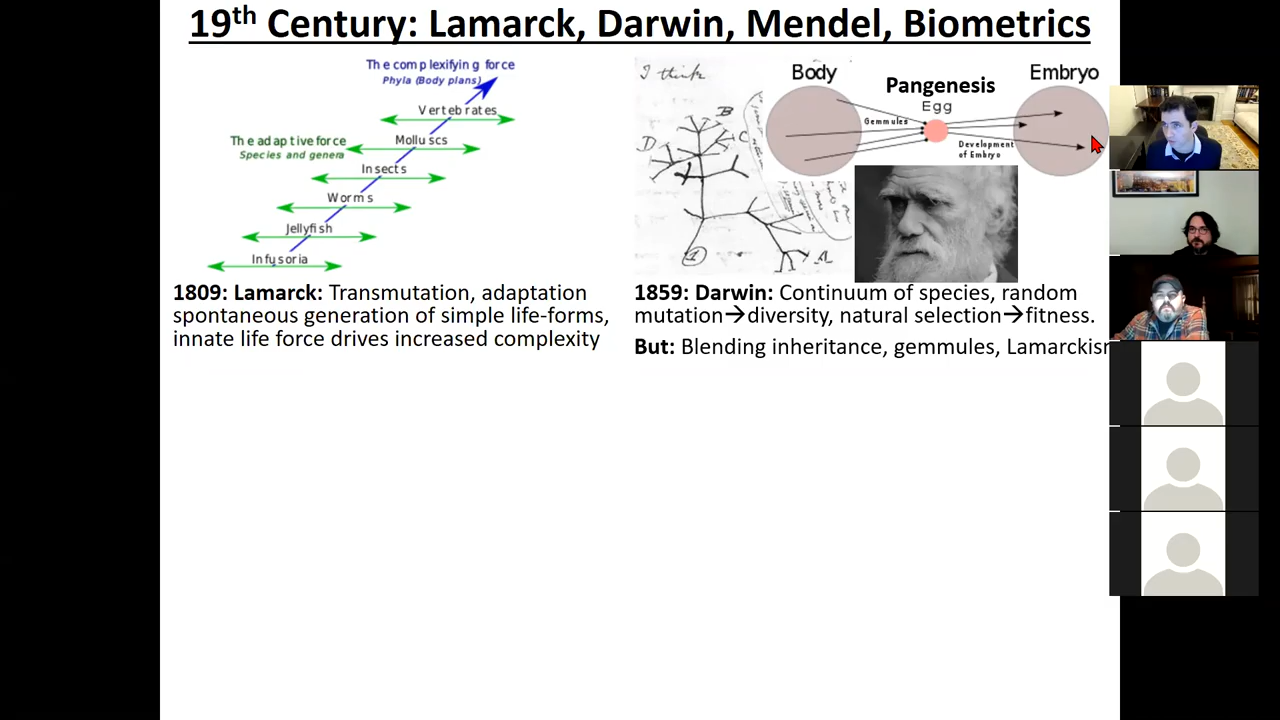 19th Century: Lamarck, Darwin, Mendel, Biometrics
The complexifying force
Phyla (Body plans)
Vertebrates
The adaptive force
Species and genera
Molluscs
Insects
Worms
Jellyfish
Infusoria
1809: Lamarck: Transmutation, adaptation
spontaneous generation of simple life-forms,
innate life force drives increased complexity
I think
B
C
D
A
1
Body
Pangenesis
Embryo
Egg
Gemmules
Development
of Embryo
1859: Darwin: Continuum of species, random
mutation→diversity, natural selection→fitness.
But: Blending inheritance, gemmules,